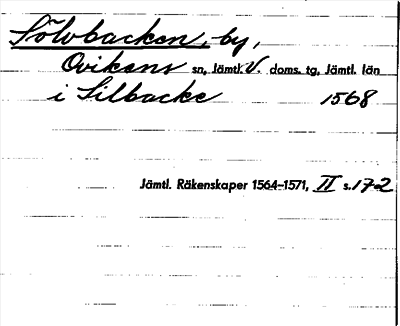 Sölvbacken, by,
Ovikens sn, Jämtl. V. doms. tg, Jämtl. län
i Silbacke 1568
Jämtl. Räkenskaper 1564-1571, II s. 172